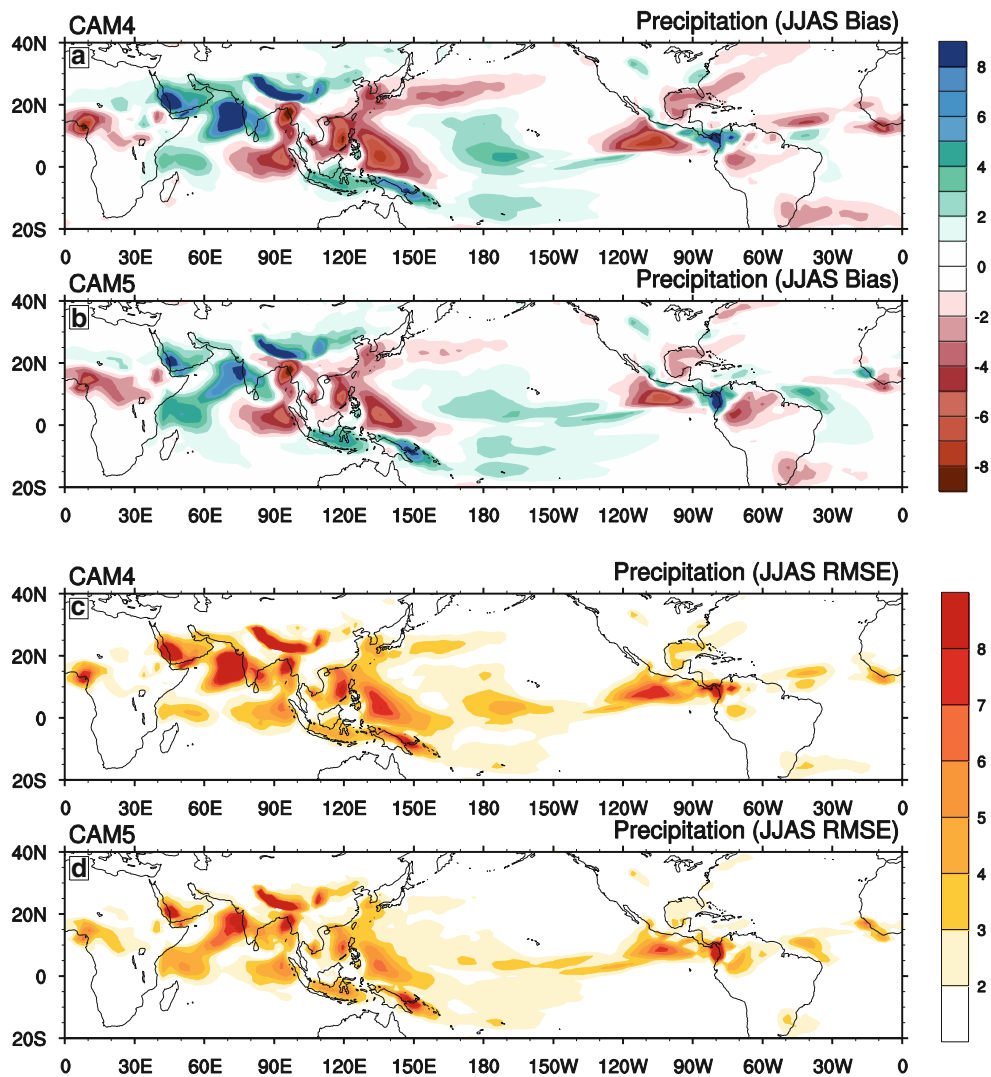 CAM4 Precipitation (JJAS Bias)
a
40N
20N
0
20S
0 30E 60E 90E 120E 150E 180 150W 120W 90W 60W 30W 0
CAM5 Precipitation (JJAS Bias)
b
40N
20N
0
20S
0 30E 60E 90E 120E 150E 180 150W 120W 90W 60W 30W 0
8
6
4
2
0
-2
-4
-6
-8
CAM4 Precipitation (JJAS RMSE)
c
40N
20N
0
20S
0 30E 60E 90E 120E 150E 180 150W 120W 90W 60W 30W 0
CAM5 Precipitation (JJAS RMSE)
d
40N
20N
0
20S
0 30E 60E 90E 120E 150E 180 150W 120W 90W 60W 30W 0
8
7
6
5
4
3
2